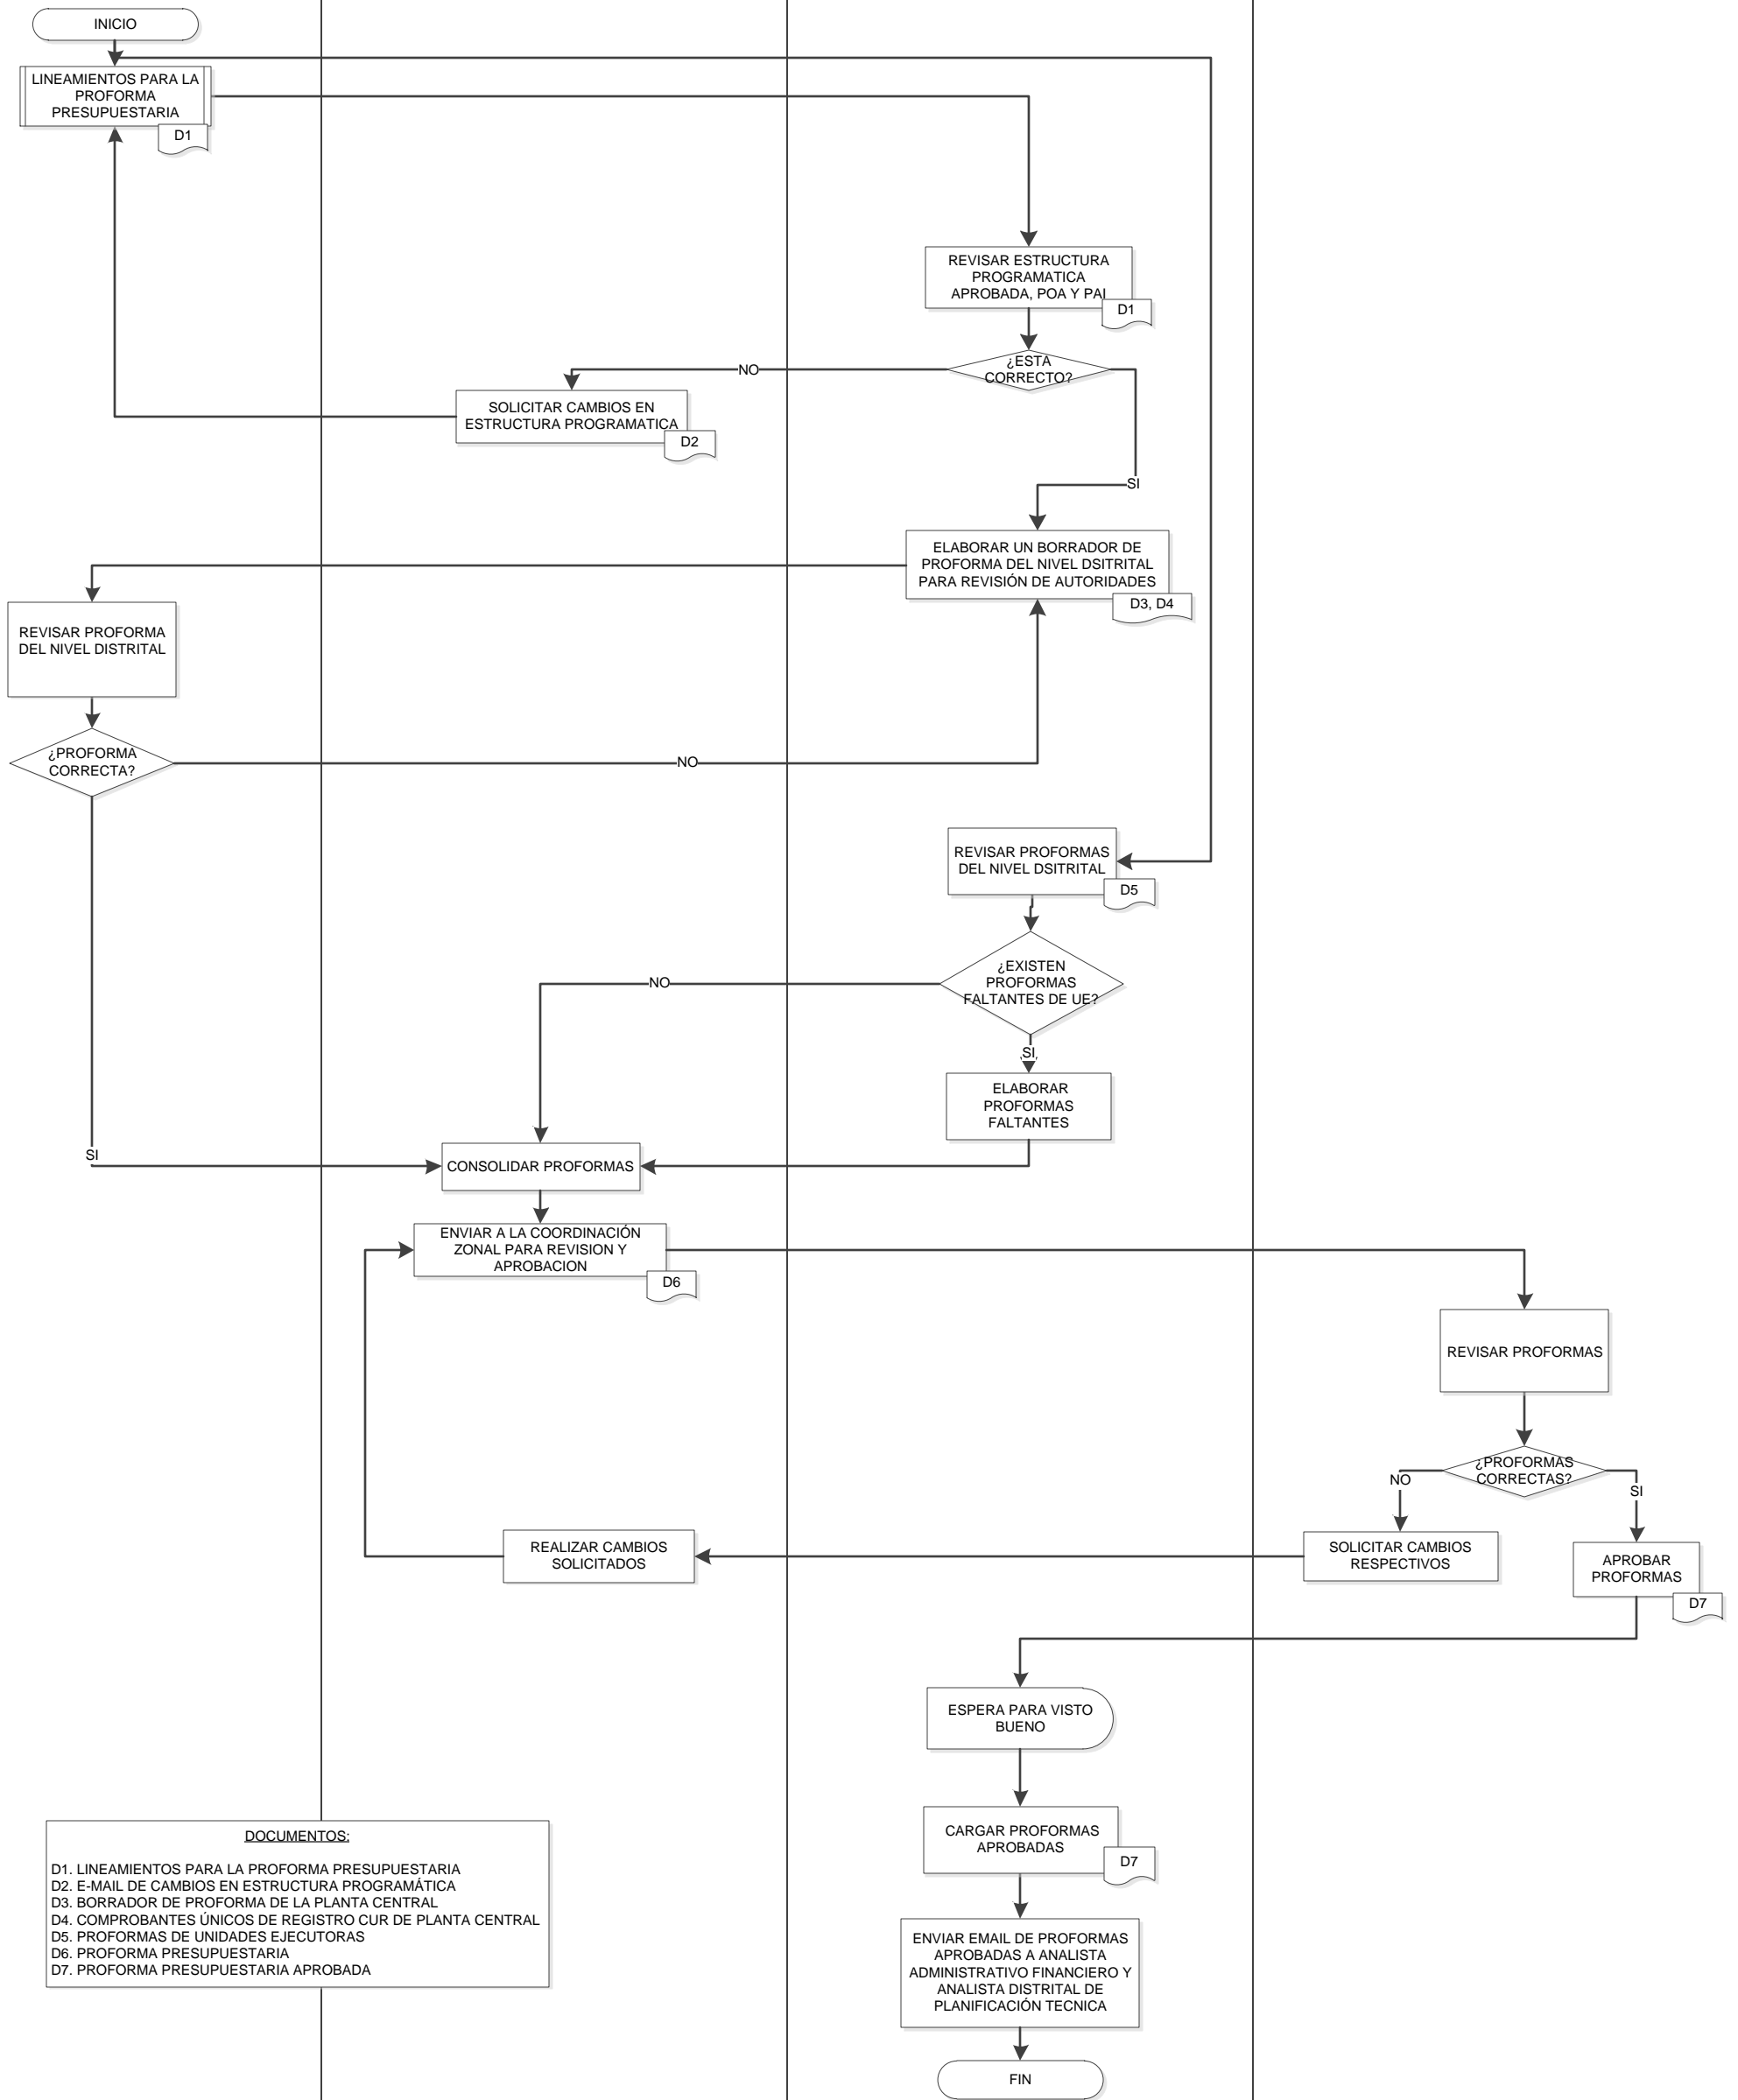 INICIO
LINEAMIENTOS PARA LA
PROFORMA
PRESUPUESTARIA
D1
REVISAR ESTRUCTURA
PROGRAMATICA
APROBADA, POA Y PAI
D1
¿ESTA
CORRECTO?
NO
SOLICITAR CAMBIOS EN
ESTRUCTURA PROGRAMATICA
D2
SI
ELABORAR UN BORRADOR DE
PROFORMA DEL NIVEL DSITRITAL
PARA REVISIÓN DE AUTORIDADES
D3, D4
REVISAR PROFORMA
DEL NIVEL DISTRITAL
¿PROFORMA
CORRECTA?
NO
REVISAR PROFORMAS
DEL NIVEL DSITRITAL
D5
¿EXISTEN
PROFORMAS
FALTANTES DE UE?
NO
SI
ELABORAR
PROFORMAS
FALTANTES
SI
CONSOLIDAR PROFORMAS
ENVIAR A LA COORDINACIÓN
ZONAL PARA REVISION Y
APROBACION
D6
REVISAR PROFORMAS
¿PROFORMAS
CORRECTAS?
NO
SI
REALIZAR CAMBIOS
SOLICITADOS
SOLICITAR CAMBIOS
RESPECTIVOS
APROBAR
PROFORMAS
D7
ESPERA PARA VISTO
BUENO
CARGAR PROFORMAS
APROBADAS
D7
DOCUMENTOS:
D1. LINEAMIENTOS PARA LA PROFORMA PRESUPUESTARIA
D2. E-MAIL DE CAMBIOS EN ESTRUCTURA PROGRAMÁTICA
D3. BORRADOR DE PROFORMA DE LA PLANTA CENTRAL
D4. COMPROBANTES ÚNICOS DE REGISTRO CUR DE PLANTA CENTRAL
D5. PROFORMAS DE UNIDADES EJECUTORAS
D6. PROFORMA PRESUPUESTARIA
D7. PROFORMA PRESUPUESTARIA APROBADA
ENVIAR EMAIL DE PROFORMAS
APROBADAS A ANALISTA
ADMINISTRATIVO FINANCIERO Y
ANALISTA DISTRITAL DE
PLANIFICACIÓN TECNICA
FIN